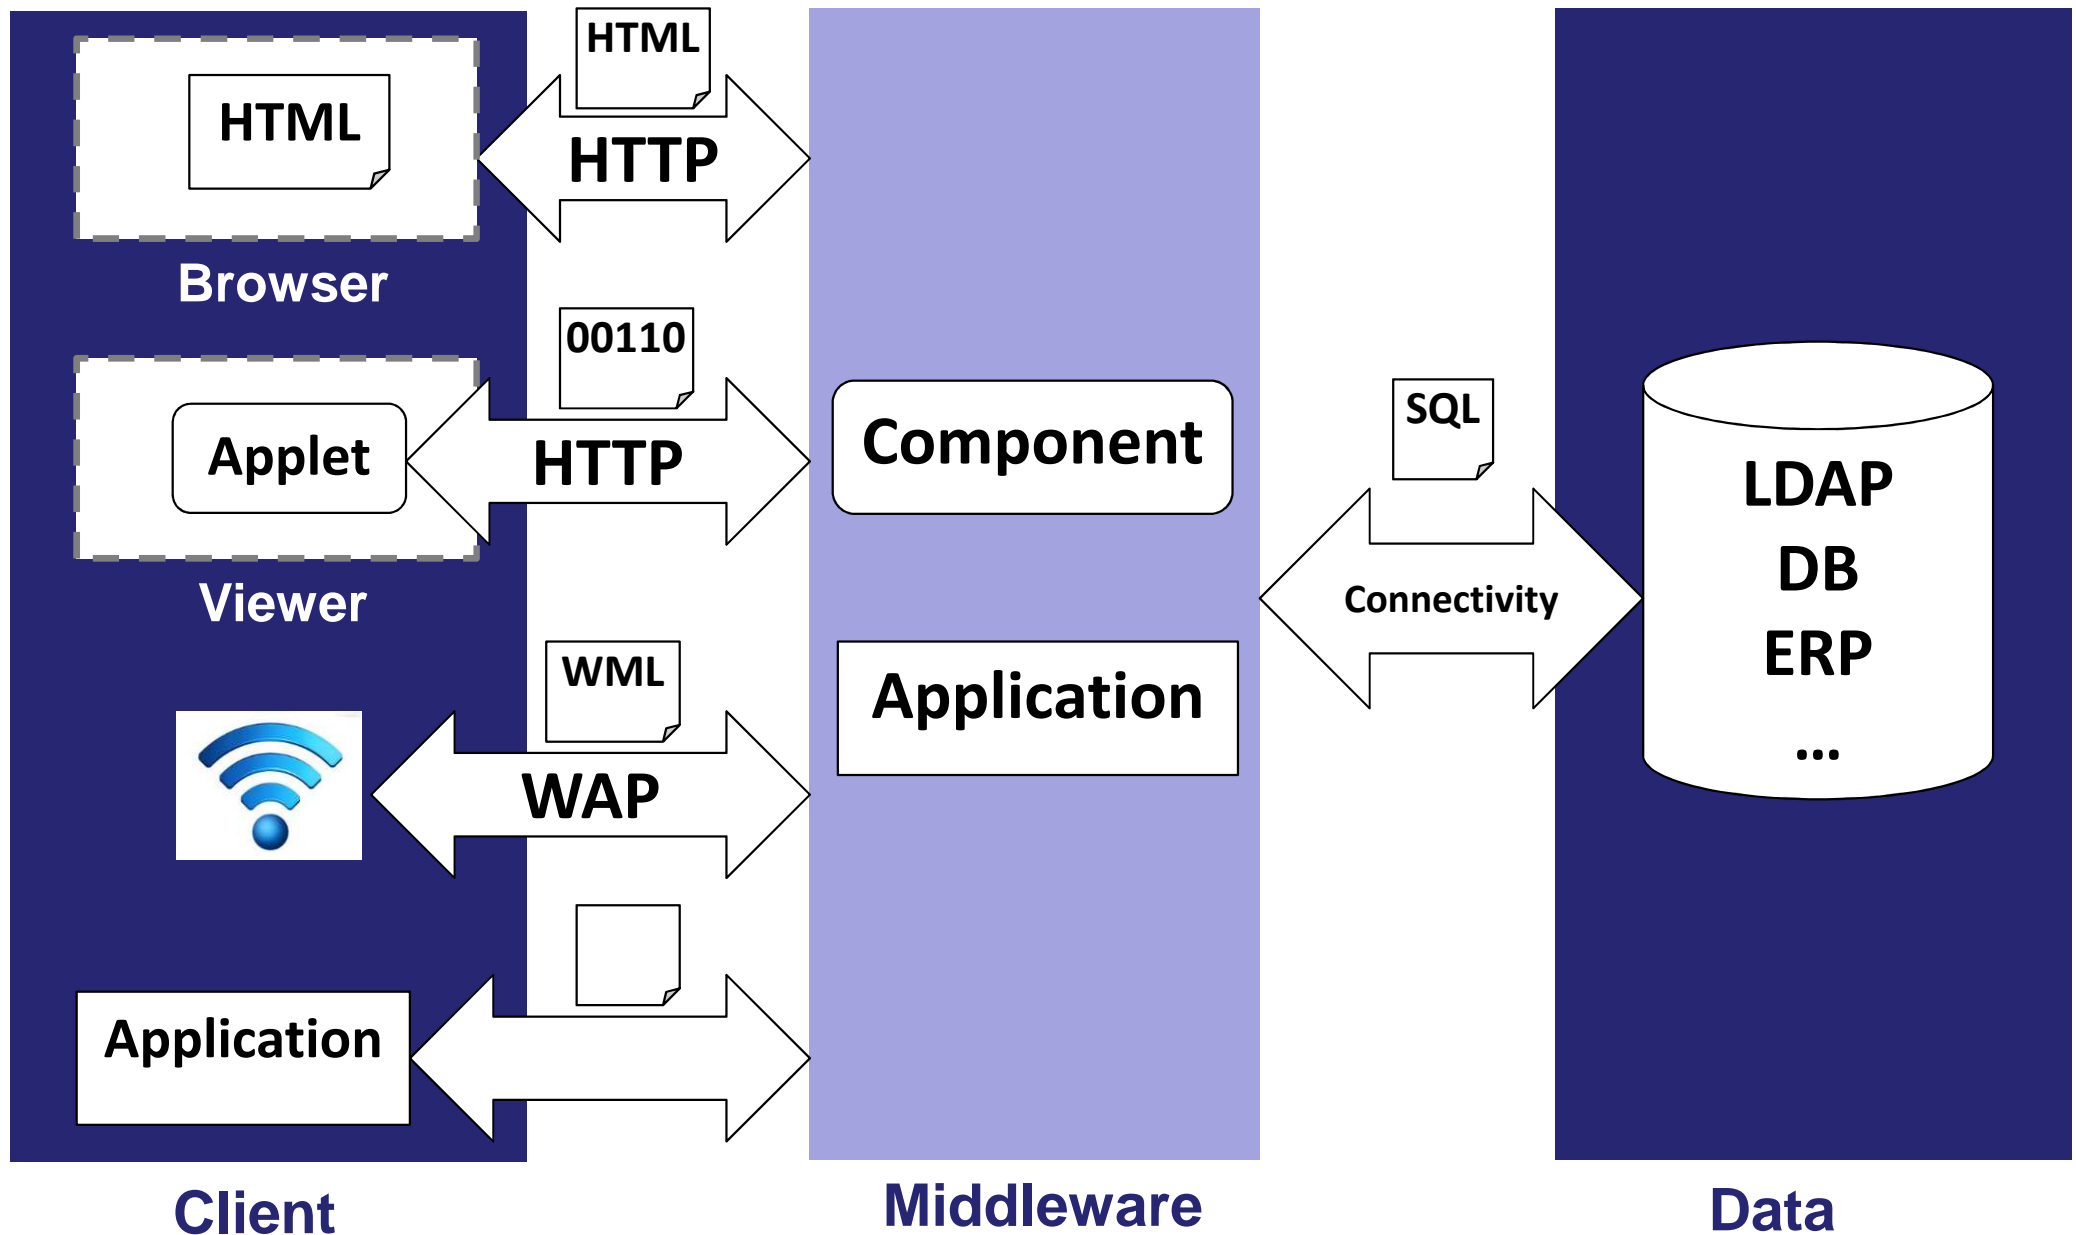 HTML
HTML
HTTP
Browser
00110
Applet
HTTP
Viewer
WML
WAP
Application
Component
Application
SQL
Connectivity
LDAP
DB
ERP
...
Client
Middleware
Data